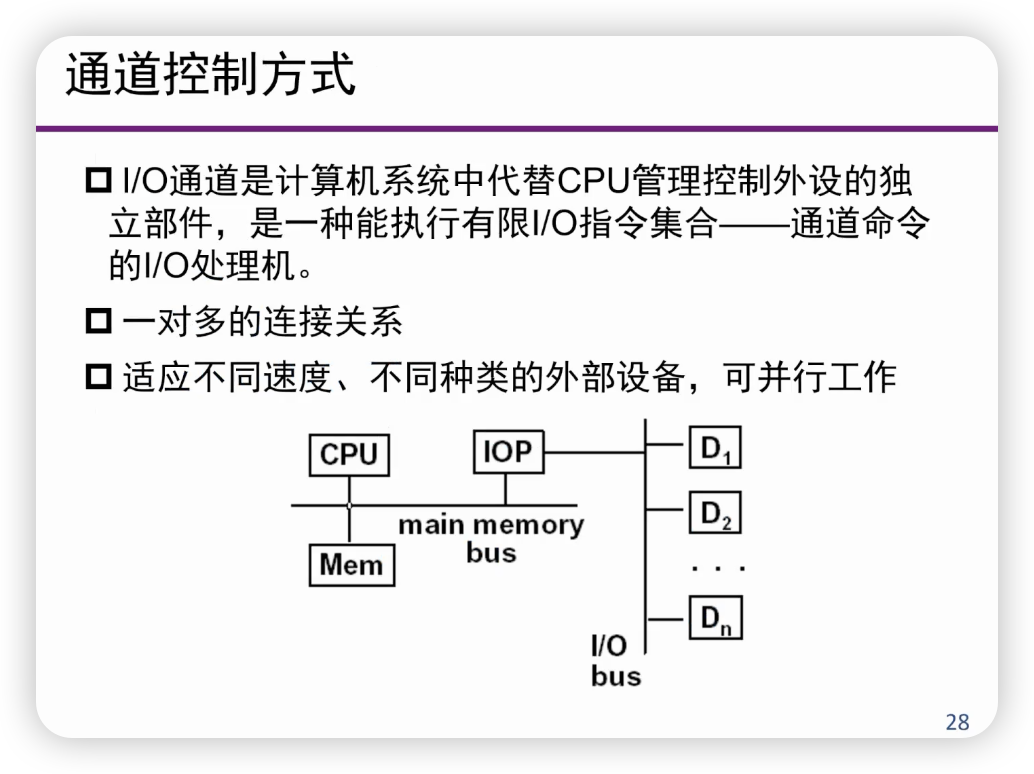 通道控制方式
I/O通道是计算机系统中代替CPU管理控制外设的独
立部件，是一种能执行有限I/O指令集合——通道命令
的I/O处理机。
一对多的连接关系
适应不同速度、不同种类的外部设备，可并行工作
CPU
IOP
D1
main memory
bus
D2
Mem
. . .
Dn
I/O
bus
28